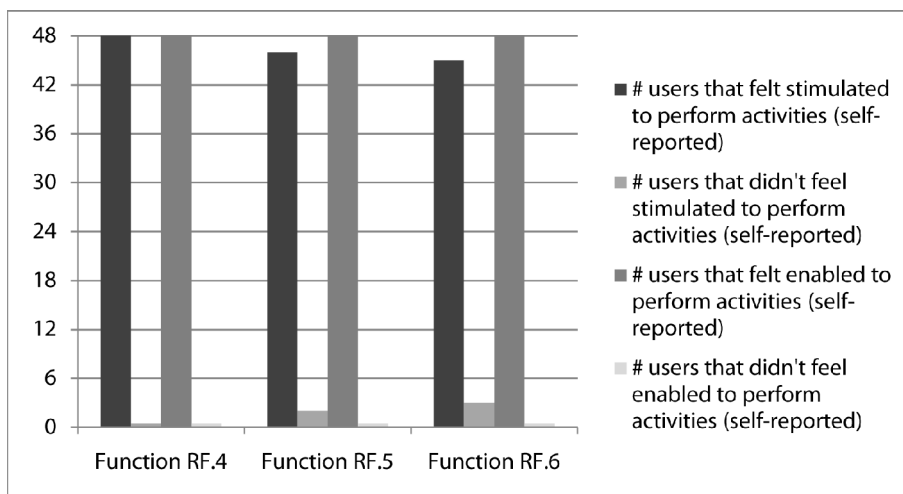 48
42
36
30
24
18
12
6
0
Function RF.4
Function RF.5
Function RF.6
# users that felt stimulated
to perform activities (self-
reported)
# users that didn't feel
stimulated to perform
activities (self-reported)
# users that felt enabled to
perform activities (self-
reported)
# users that didn't feel
enabled to perform
activities (self-reported)